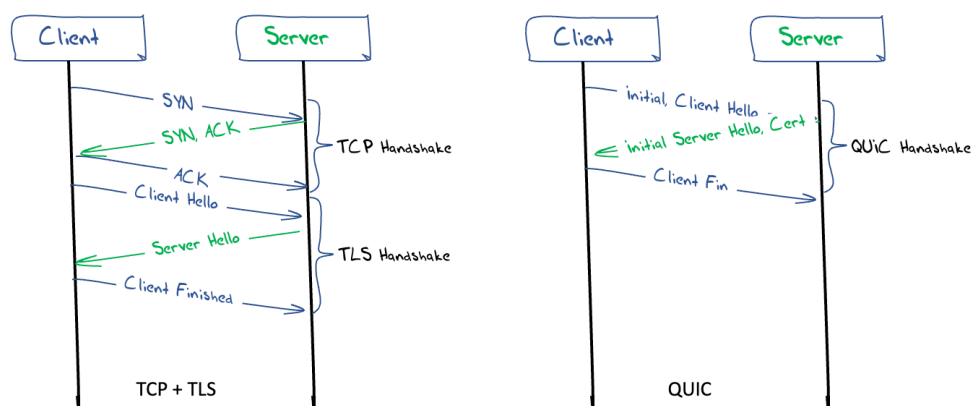 Client
Server
SYN
SYN, ACK
ACK
Client Hello
Server Hello
Client Finished
TCP Handshake
TLS Handshake
TCP + TLS
Client
Server
initial, Client Hello
initial Server Hello, Cert
Client Fin
QUiC Handshake
QUIC